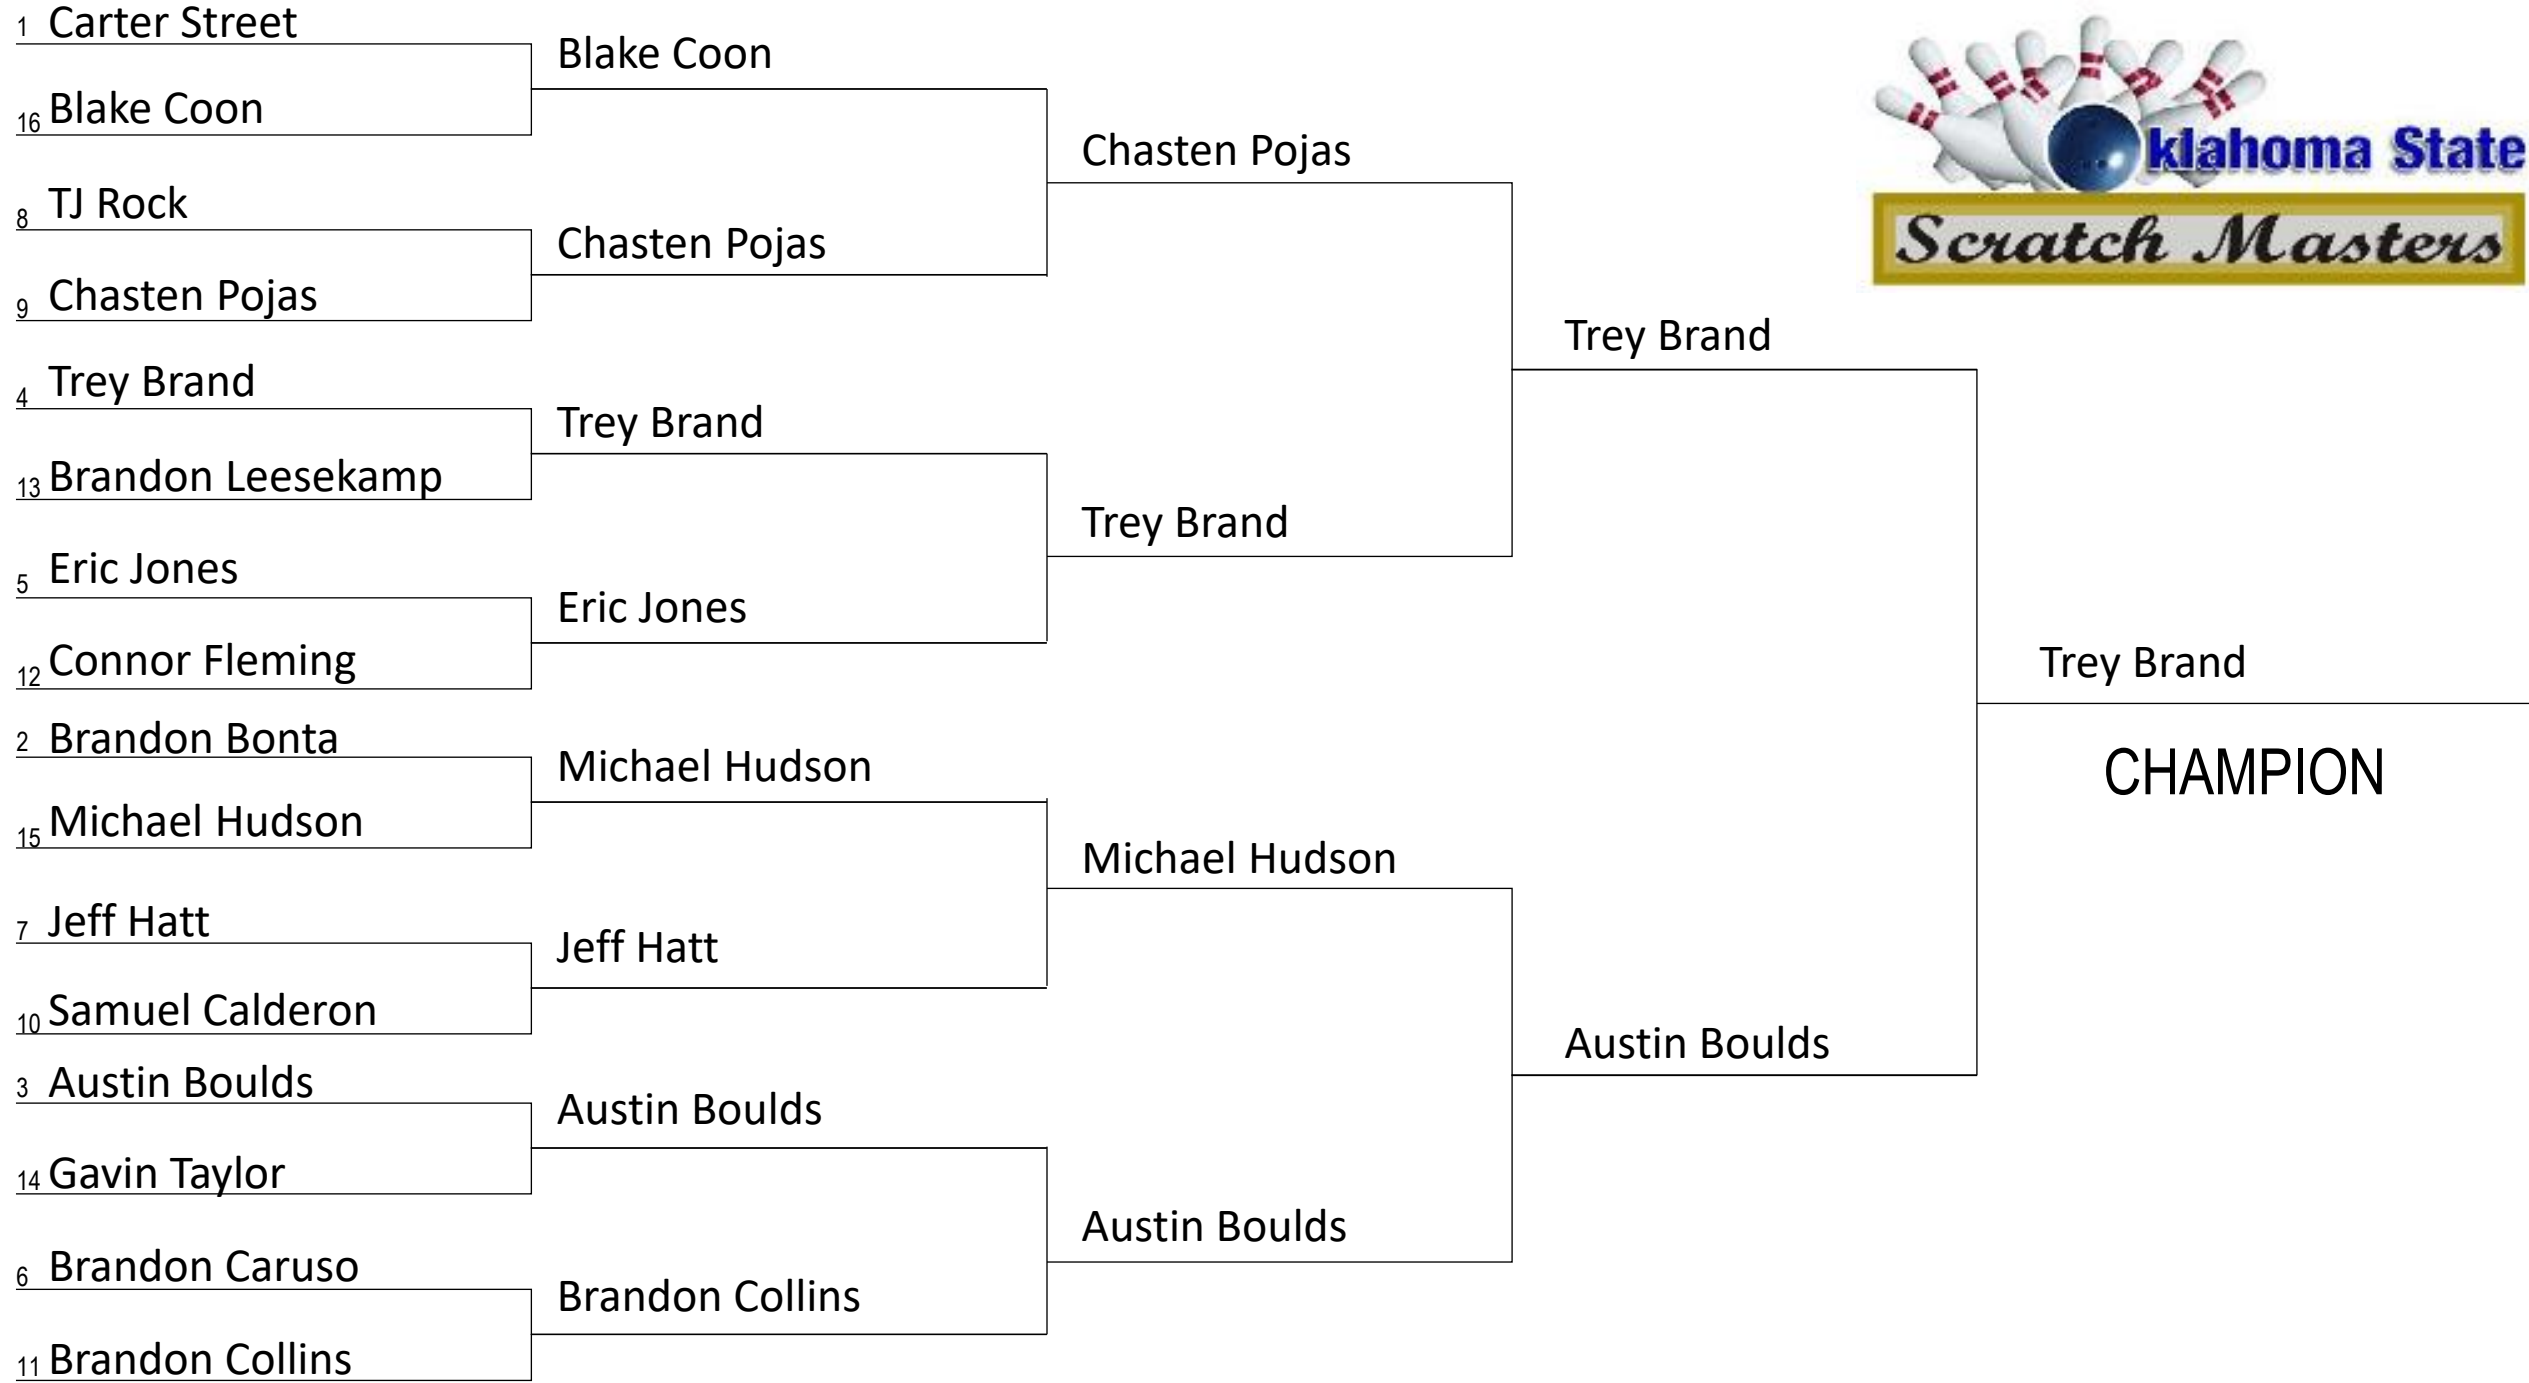 1 Carter Street
16 Blake Coon
8 TJ Rock
9 Chasten Pojas
4 Trey Brand
13 Brandon Leesekamp
5 Eric Jones
12 Connor Fleming
2 Brandon Bonta
15 Michael Hudson
7 Jeff Hatt
10 Samuel Calderon
3 Austin Boulds
14 Gavin Taylor
6 Brandon Caruso
11 Brandon Collins
Blake Coon
Chasten Pojas
Trey Brand
Eric Jones
Michael Hudson
Jeff Hatt
Austin Boulds
Brandon Collins
Chasten Pojas
Trey Brand
Michael Hudson
Austin Boulds
Trey Brand
Austin Boulds
Trey Brand
CHAMPION
Oklahoma State
Scratch Masters